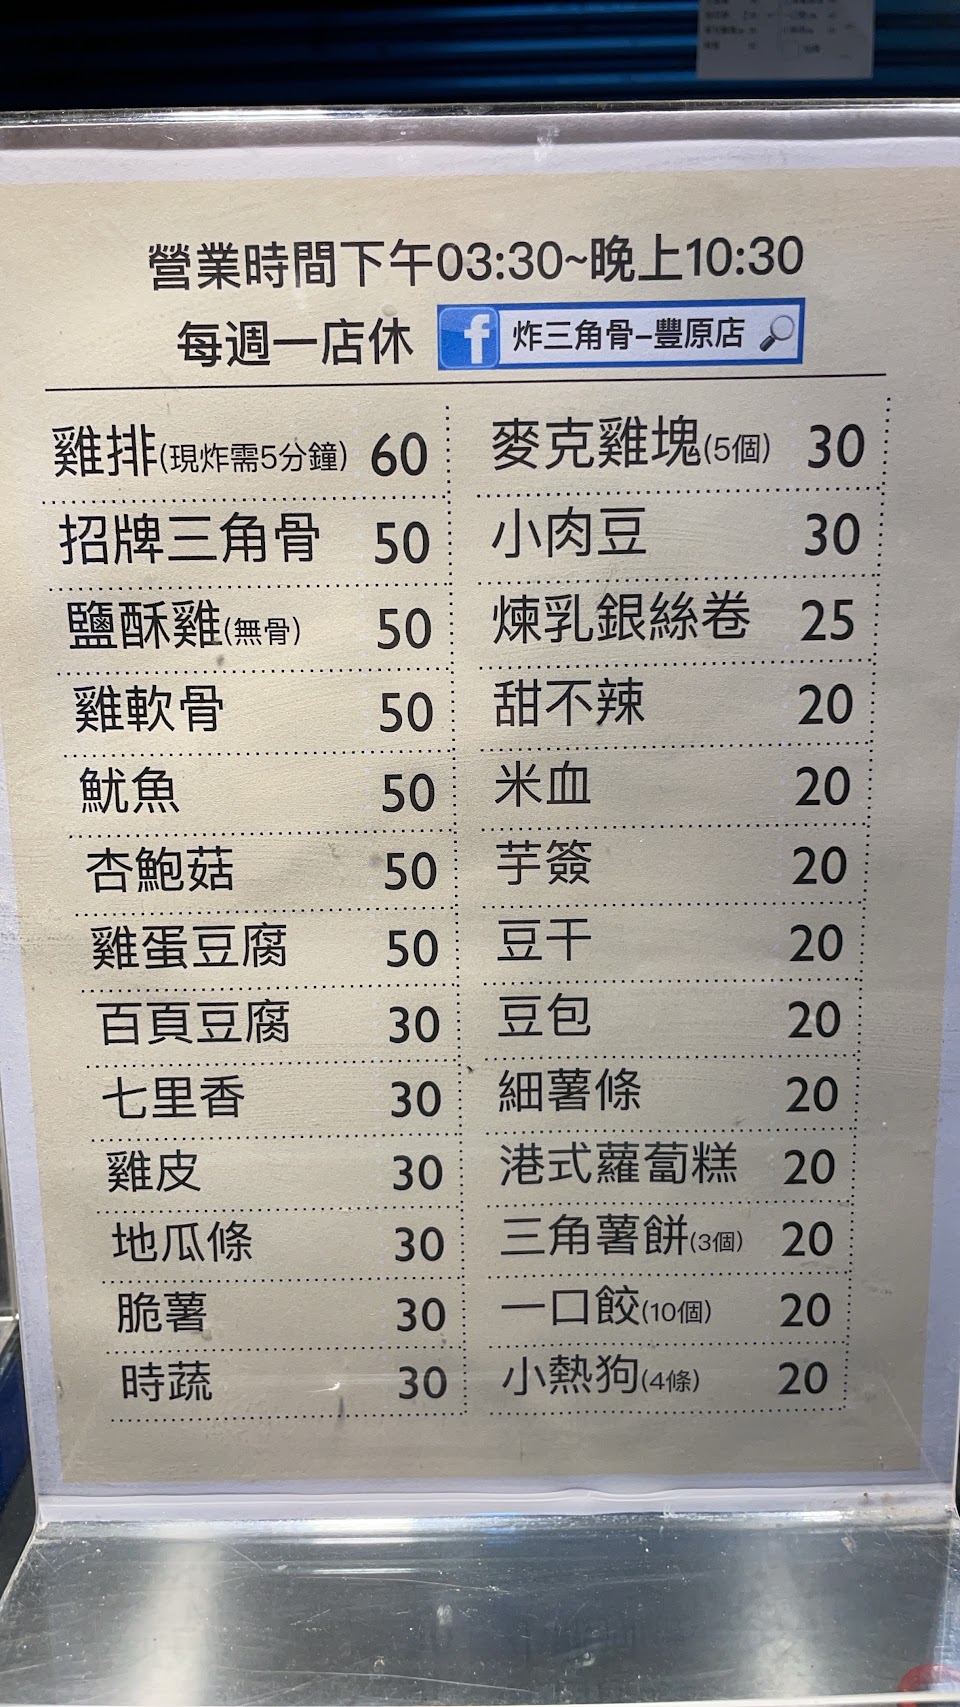 營業時間下午03:30~晚上10:30
每週一店休
炸三角骨-豐原店
雞排(現炸需5分鐘) 60
招牌三角骨 50
鹽酥雞(無骨) 50
雞軟骨 50
魷魚 50
杏鮑菇 50
雞蛋豆腐 50
百頁豆腐 30
七里香 30
雞皮 30
地瓜條 30
脆薯 30
時蔬 30
麥克雞塊(5個) 30
小肉豆 30
煉乳銀絲卷 25
甜不辣 20
米血 20
芋簽 20
豆干 20
豆包 20
細薯條 20
港式蘿蔔糕 20
三角薯餅(3個) 20
一口餃(10個) 20
小熱狗(4條) 20